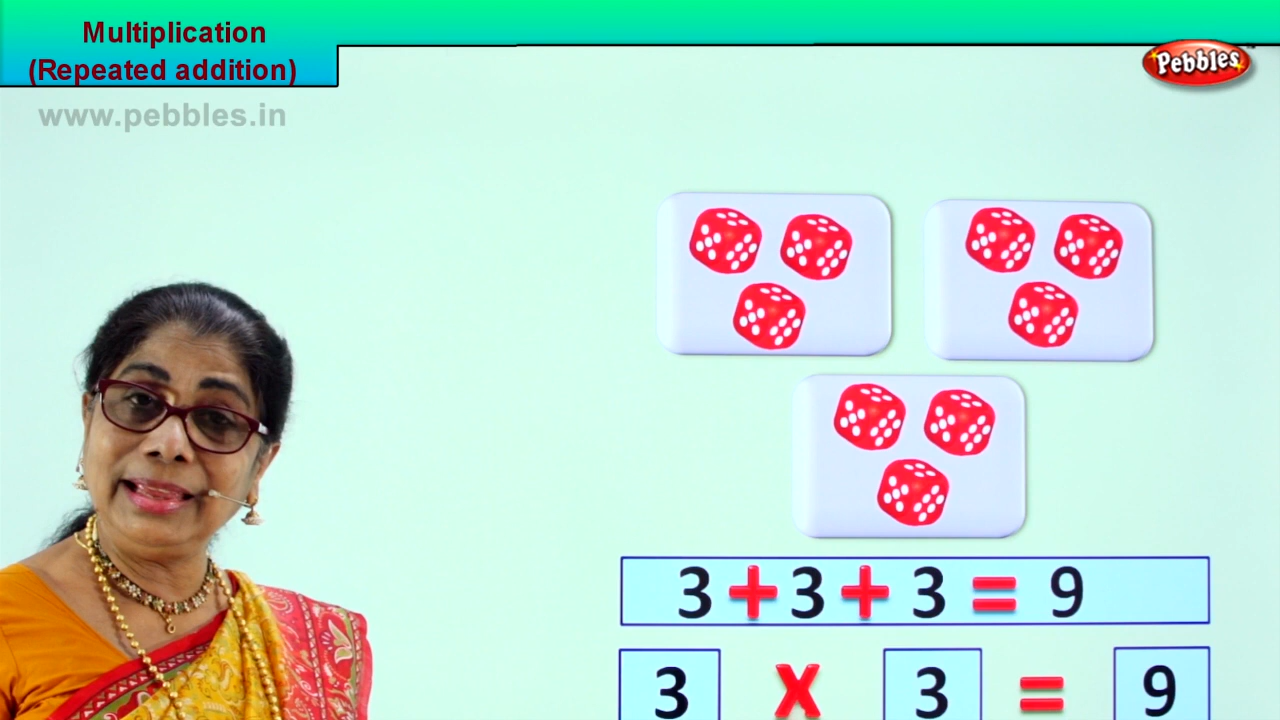 Multiplication
(Repeated addition)
Pebbles
www.pebbles.in
3 + 3 + 3 = 9
3 x 3 = 9